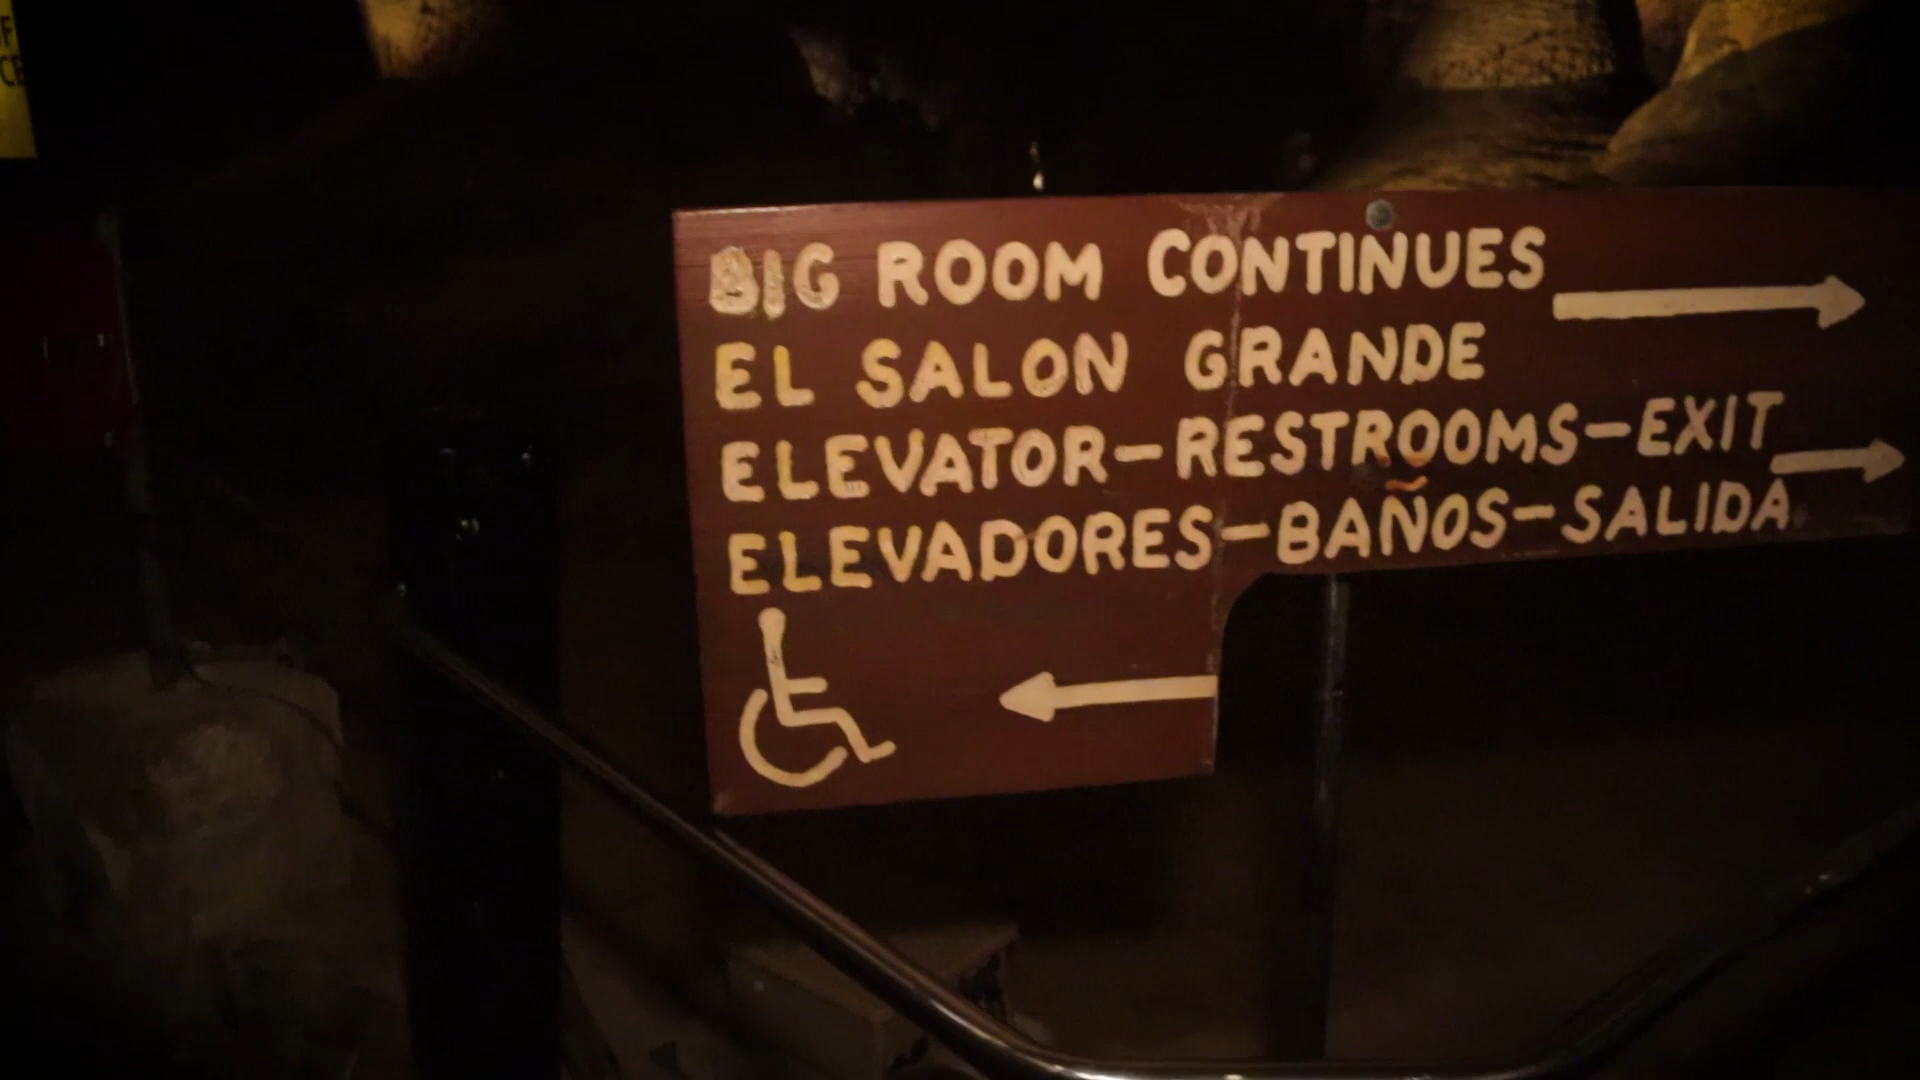 BIG ROOM CONTINUES
EL SALON GRANDE
ELEVATOR-RESTROOMS-EXIT
ELEVADORES-BAÑOS-SALIDA